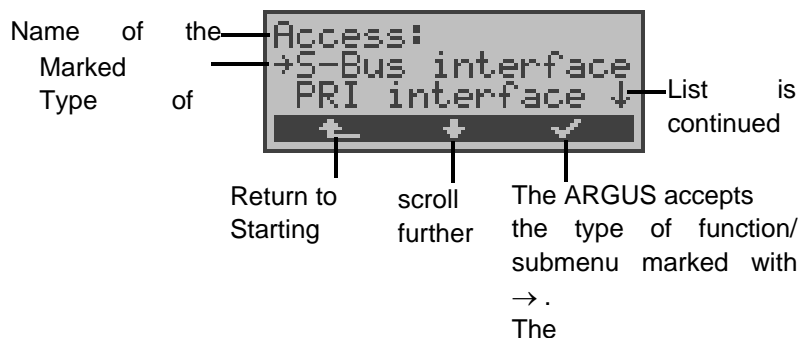 Name of the
Marked
Type of
Access:
→S-Bus interface
PRI interface ↓
List is
continued
Return to
Starting
scroll
further
The ARGUS accepts
the type of function/
submenu marked with
→ .
The